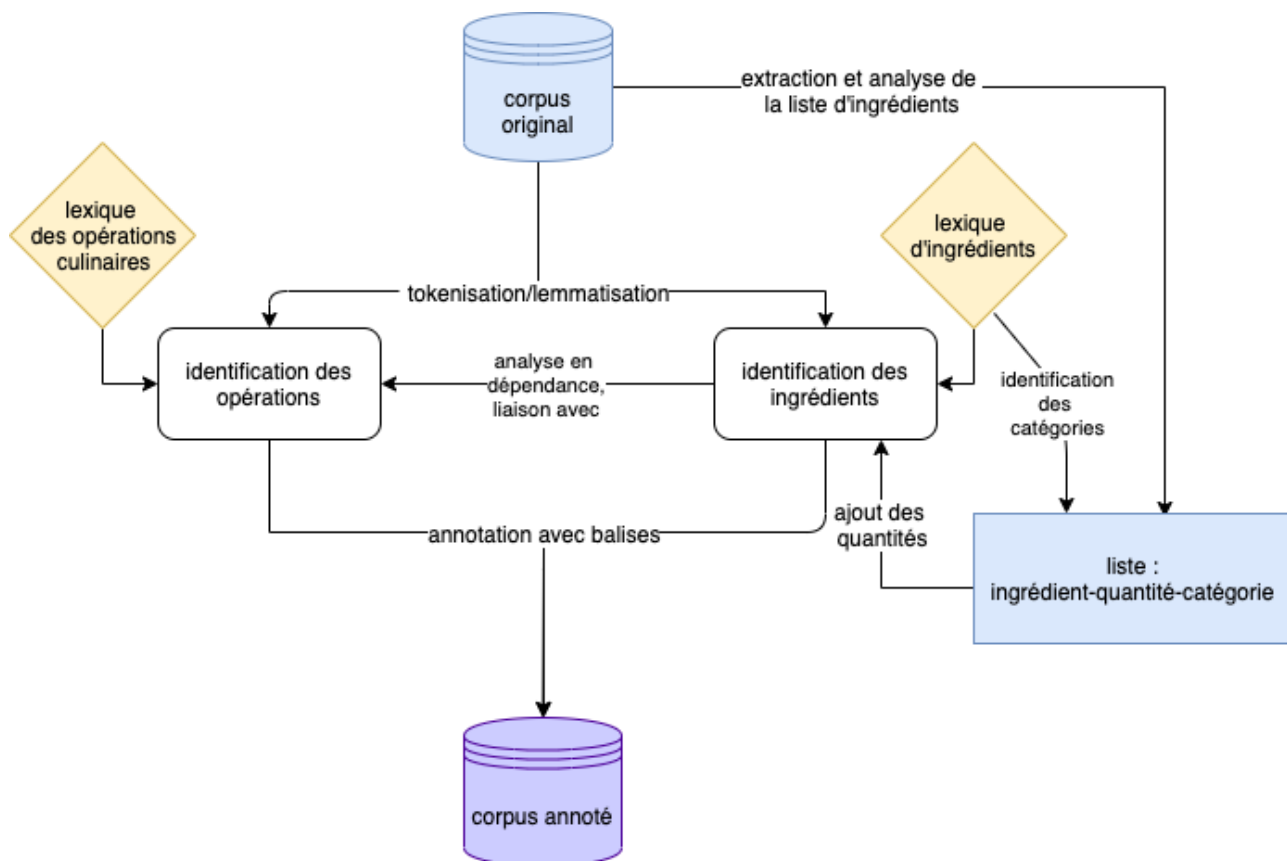 corpus
original
extraction et analyse de
la liste d'ingrédients
lexique
des opérations
culinaires
lexique
d'ingrédients
tokenisation/lemmatisation
identification des
opérations
analyse en
dépendance,
liaison avec
identification des
ingrédients
identification
des
catégories
ajout des
quantités
annotation avec balises
liste :
ingrédient-quantité-catégorie
corpus annoté